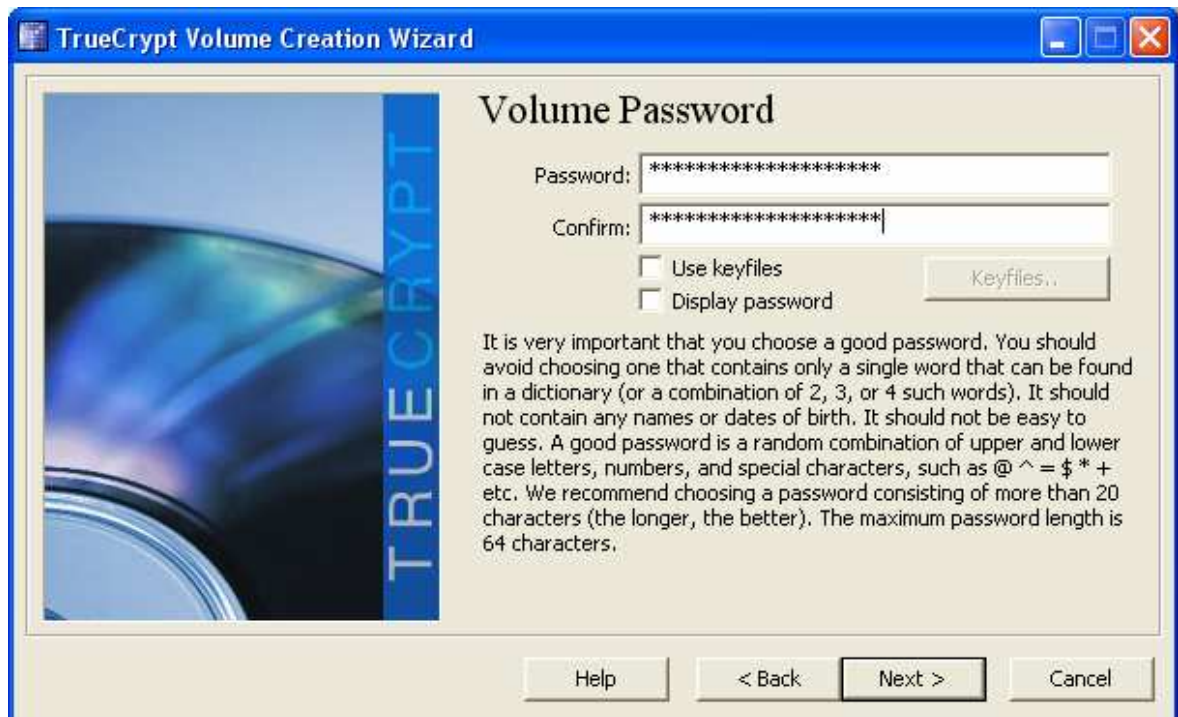 TrueCrypt Volume Creation Wizard
TRUECRYPT
Volume Password
Password: ********************
Confirm: ********************
Use keyfiles
Keyfiles..
Display password
It is very important that you choose a good password. You should
avoid choosing one that contains only a single word that can be found
in a dictionary (or a combination of 2, 3, or 4 such words). It should
not contain any names or dates of birth. It should not be easy to
guess. A good password is a random combination of upper and lower
case letters, numbers, and special characters, such as @ ^ = $ * +
etc. We recommend choosing a password consisting of more than 20
characters (the longer, the better). The maximum password length is
64 characters.
Help
< Back
Next >
Cancel